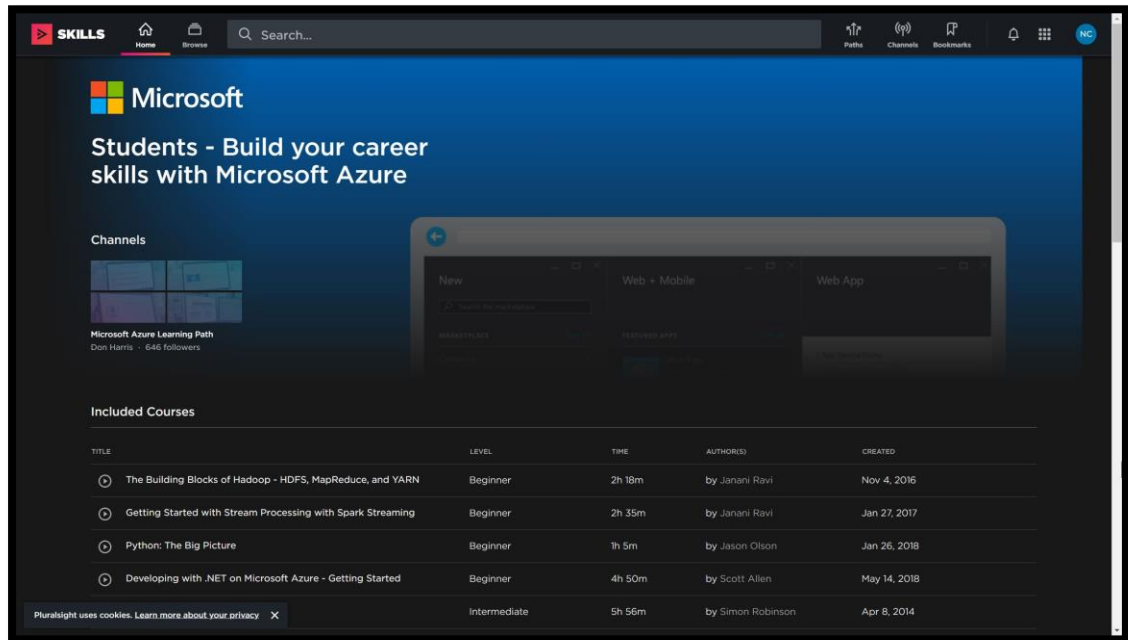 SKILLS
Home
Browse
Search...
Paths
Channels
Bookmarks
NC
Microsoft
Students - Build your career
skills with Microsoft Azure
Channels
Microsoft Azure Learning Path
Don Harris · 646 followers
New
Web + Mobile
Web App
MARKETPLACE
FEATURED APPS
Included Courses
TITLE LEVEL TIME AUTHOR(S) CREATED
The Building Blocks of Hadoop - HDFS, MapReduce, and YARN Beginner 2h 18m by Janani Ravi Nov 4, 2016
Getting Started with Stream Processing with Spark Streaming Beginner 2h 35m by Janani Ravi Jan 27, 2017
Python: The Big Picture Beginner 1h 5m by Jason Olson Jan 26, 2018
Developing with .NET on Microsoft Azure - Getting Started Beginner 4h 50m by Scott Allen May 14, 2018
Intermediate 5h 56m by Simon Robinson Apr 8, 2014
Pluralsight uses cookies. Learn more about your privacy X